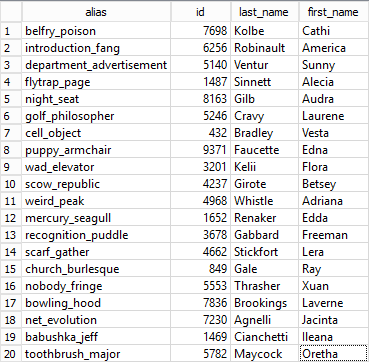 alias id last_name first_name
1 belfry_poison 7698 Kolbe Cathi
2 introduction_fang 6256 Robinault America
3 department_advertisement 5140 Ventur Sunny
4 flytrap_page 1487 Sinnett Alecia
5 night_seat 8163 Gilb Audra
6 golf_philosopher 5246 Cravy Laurene
7 cell_object 432 Bradley Vesta
8 puppy_armchair 9371 Faucette Edna
9 wad_elevator 3201 Kelii Flora
10 scow_republic 4237 Girote Betsey
11 weird_peak 4968 Whistle Adriana
12 mercury_seagull 1652 Renaker Edda
13 recognition_puddle 3678 Gabbard Freeman
14 scarf_gather 4662 Stickfort Lera
15 church_burlesque 849 Gale Ray
16 nobody_fringe 5553 Thrasher Xuan
17 bowling_hood 7836 Brookings Laverne
18 net_evolution 7230 Agnelli Jacinta
19 babushka_jeff 1469 Cianchetti Ileana
20 toothbrush_major 5782 Maycock Oretha